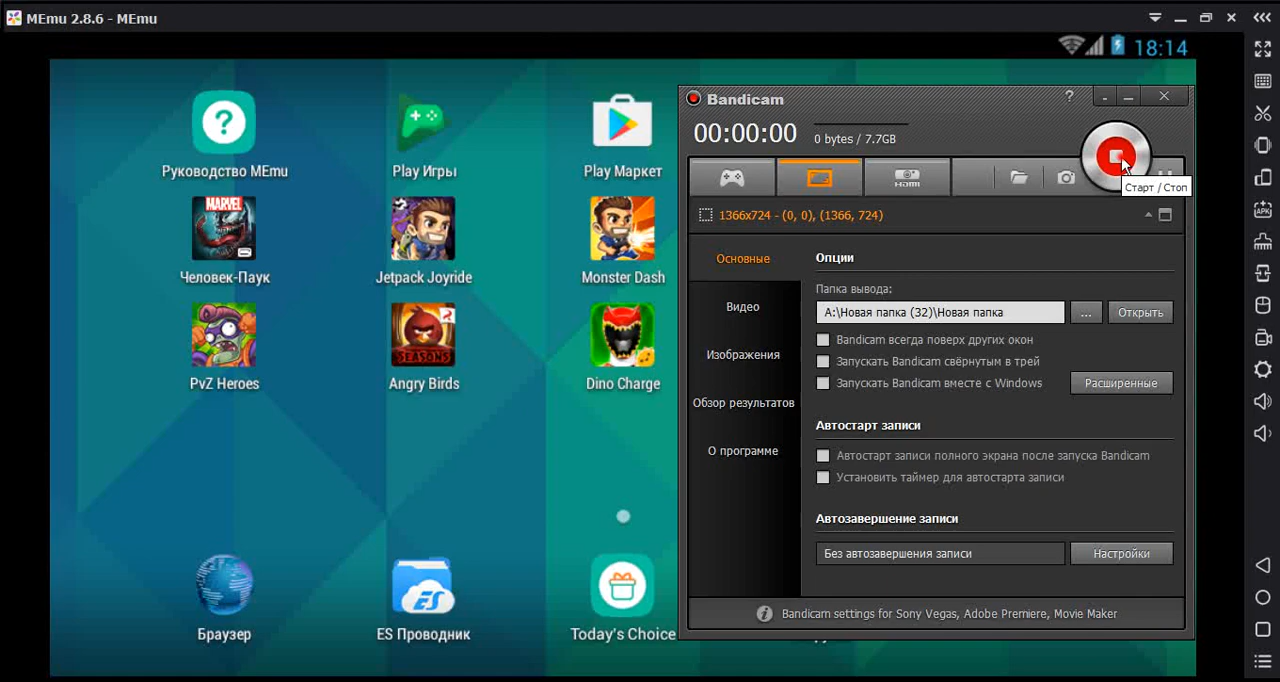 MEmu 2.8.6 - MEmu
18:14
Руководство MEmu
Play Игры
Play Маркет
MARVEL
Человек-Паук
Jetpack Joyride
Monster Dash
SEASONS
PvZ Heroes
Angry Birds
Dino Charge
ES
Браузер
ES Проводник
Today's Choice
Bandicam
00:00:00
0 bytes / 7.7GB
HDMI
Старт / Стоп
1366x724 - (0, 0), (1366, 724)
Основные
Видео
Изображения
Обзор результатов
О программе
Опции
Папка вывода:
A:\Новая папка (32)\Новая папка
...
Открыть
Bandicam всегда поверх других окон
Запускать Bandicam свёрнутым в трей
Запускать Bandicam вместе с Windows
Расширенные
Автостарт записи
Автостарт записи полного экрана после запуска Bandicam
Установить таймер для автостарта записи
Автозавершение записи
Без автозавершения записи
Настройки
Bandicam settings for Sony Vegas, Adobe Premiere, Movie Maker
APK